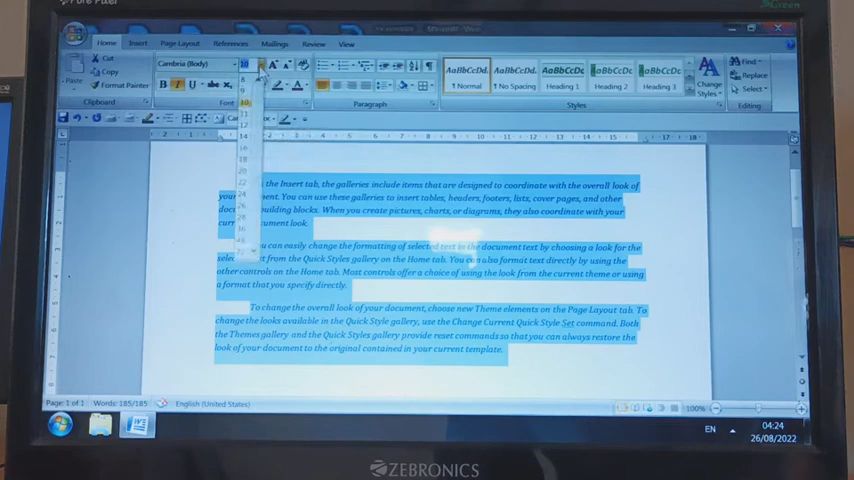 Pure Pixel
Green
Home Insert Page Layout References Mailings Review View
Cut
Copy
Format Painter
Paste
Clipboard
Cambria (Body) 10
B I U abc
Font
Paragraph
AaBbCcDd AaBbCcDd AaBbCcDc AaBbCcDc AaBbCcDc
¶ Normal ¶ No Spacing Heading 1 Heading 2 Heading 3
Change
Styles
Styles
Find
Replace
Select
Editing
8
9
10
11
12
14
16
18
20
22
24
26
28
36
48
the Insert tab, the galleries include items that are designed to coordinate with the overall look of
your document. You can use these galleries to insert tables, headers, footers, lists, cover pages, and other
building blocks. When you create pictures, charts, or diagrams, they also coordinate with your
document look.
can easily change the formatting of selected text in the document text by choosing a look for the
from the Quick Styles gallery on the Home tab. You can also format text directly by using the
other controls on the Home tab. Most controls offer a choice of using the look from the current theme or using
a format that you specify directly.
To change the overall look of your document, choose new Theme elements on the Page Layout tab. To
change the looks available in the Quick Style gallery, use the Change Current Quick Style Set command. Both
the Themes gallery and the Quick Styles gallery provide reset commands so that you can always restore the
look of your document to the original contained in your current template.
Page: 1 of 1 Words: 185/185 English (United States) 100%
EN 04:24
26/08/2022
ZEBRONICS